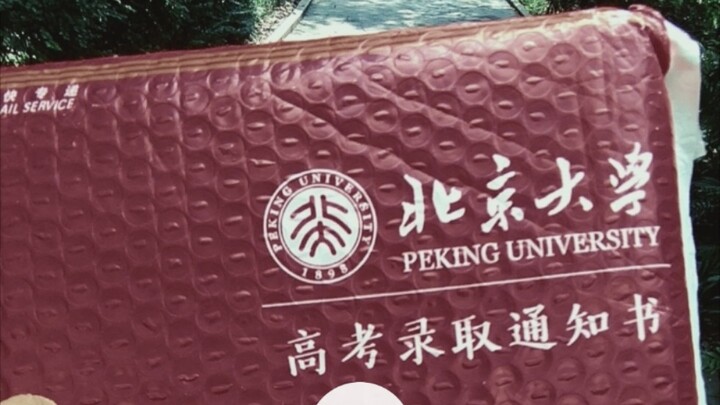 快专递
AIL SERVICE
PEKING UNIVERSITY
1898
北京大学
PEKING UNIVERSITY
高考录取通知书